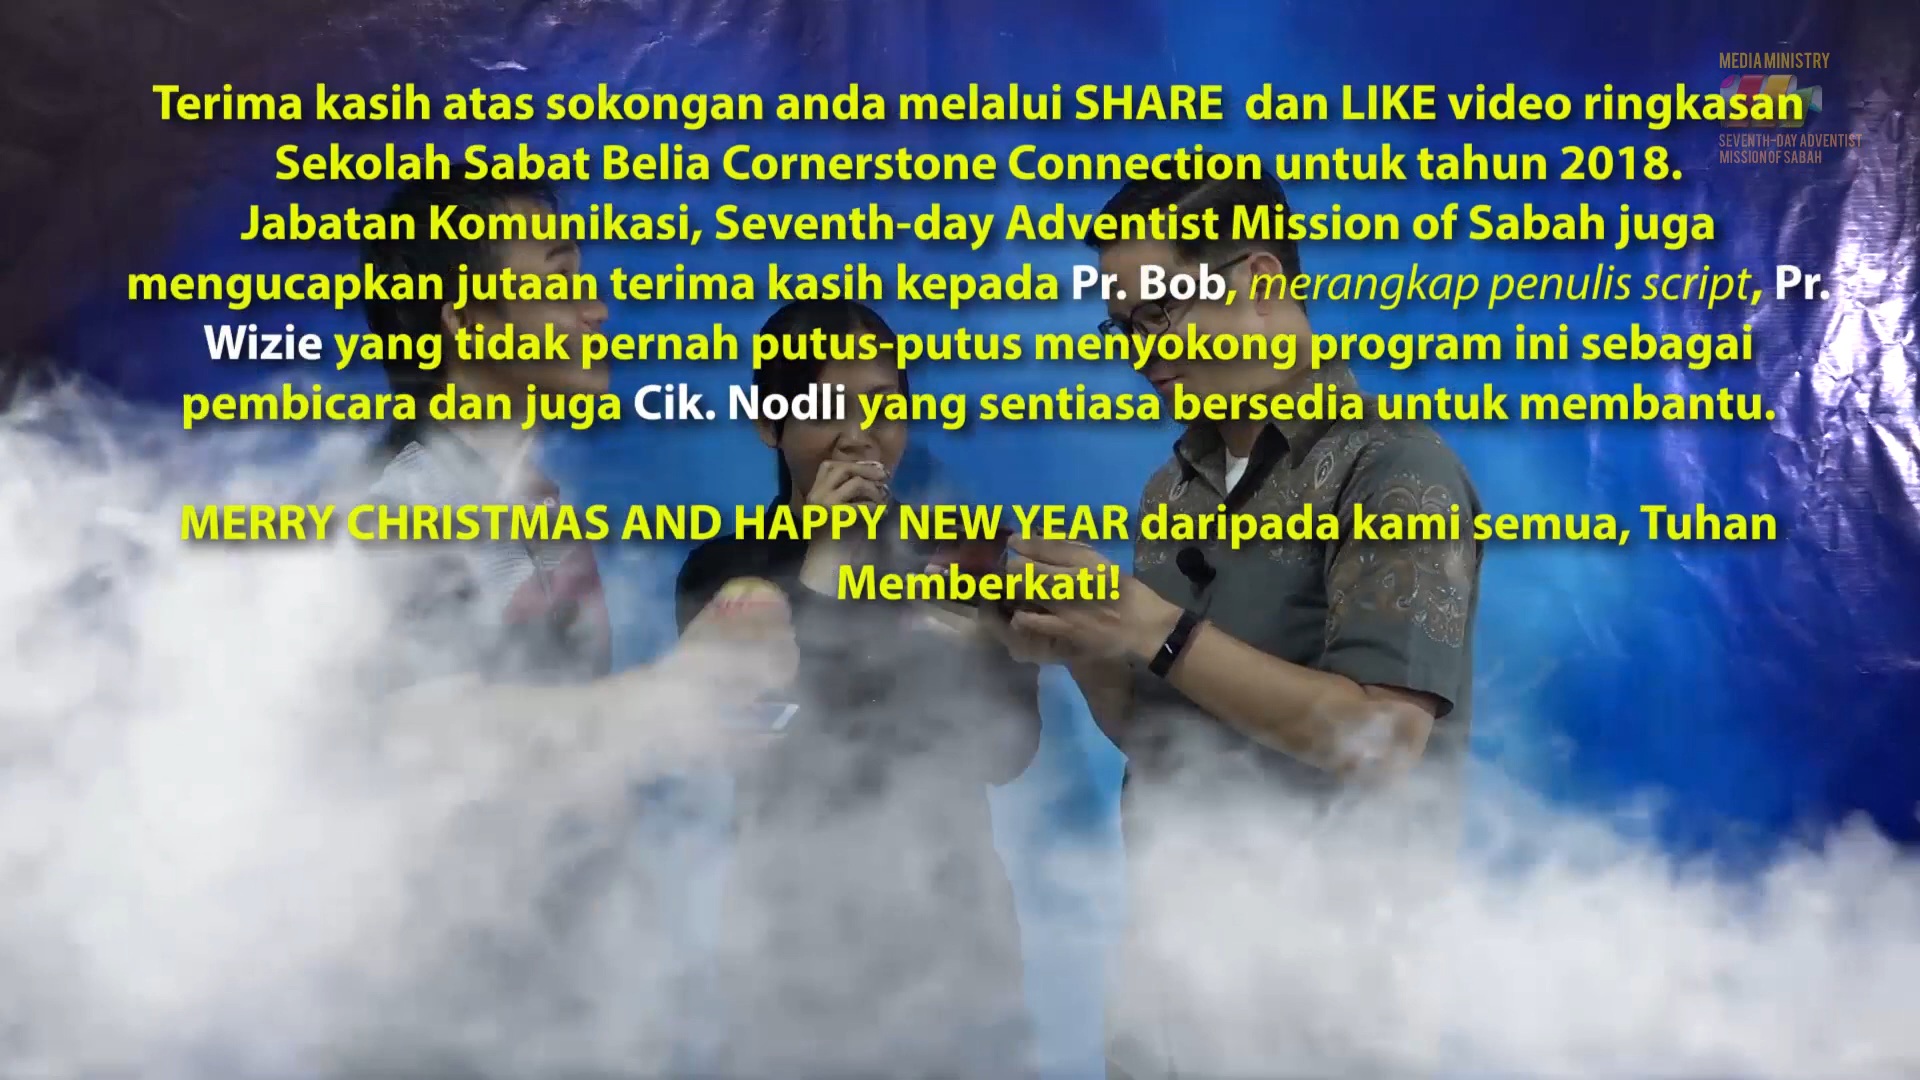 MEDIA MINISTRY
SEVENTH-DAY ADVENTIST
MISSION OF SABAH
Terima kasih atas sokongan anda melalui SHARE dan LIKE video ringkasan
Sekolah Sabat Belia Cornerstone Connection untuk tahun 2018.
Jabatan Komunikasi, Seventh-day Adventist Mission of Sabah juga
mengucapkan jutaan terima kasih kepada Pr. Bob, merangkap penulis script, Pr.
Wizie yang tidak pernah putus-putus menyokong program ini sebagai
pembicara dan juga Cik. Nodli yang sentiasa bersedia untuk membantu.
MERRY CHRISTMAS AND HAPPY NEW YEAR daripada kami semua, Tuhan
Memberkati!